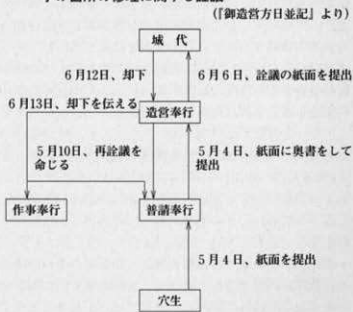 (『御造営方日並記』より)
城 代
6月12日、却下
6月6日、詮議の紙面を提出
6月13日、却下を伝える
造営奉行
5月10日、再詮議を
命じる
5月4日、紙面に奥書をして
提出
作事奉行
普請奉行
5月4日、紙面を提出
穴生